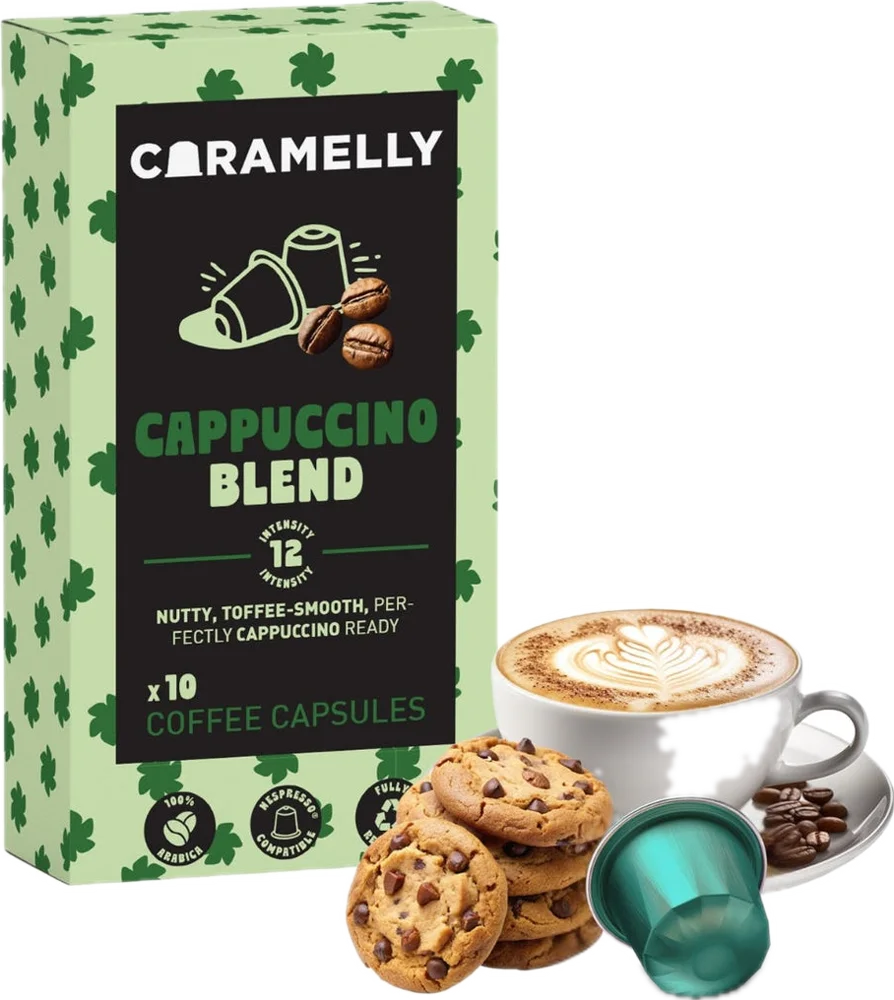 CARAMELLY
CAPPUCCINO
BLEND
INTENSITY
12
INTENSITY
NUTTY, TOFFEE-SMOOTH, PER-
FECTLY CAPPUCCINO READY
x10
COFFEE CAPSULES
100%
ARABICA
NESPRESSO®
COMPATIBLE
FULLY